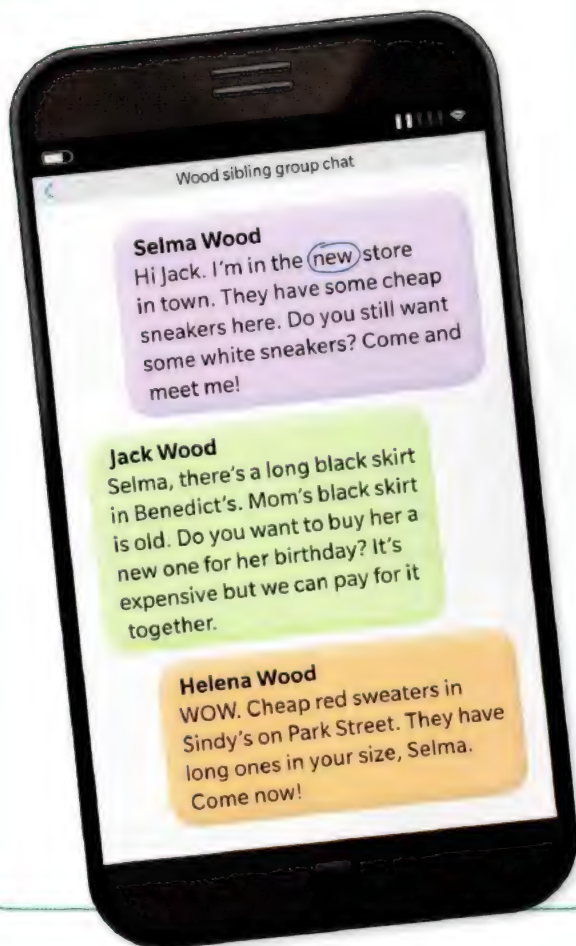 Wood sibling group chat
Selma Wood
Hi Jack. I'm in the new store
in town. They have some cheap
sneakers here. Do you still want
some white sneakers? Come and
meet me!
Jack Wood
Selma, there's a long black skirt
in Benedict's. Mom's black skirt
is old. Do you want to buy her a
new one for her birthday? It's
expensive but we can pay for it
together.
Helena Wood
WOW. Cheap red sweaters in
Sindy's on Park Street. They have
long ones in your size, Selma.
Come now!